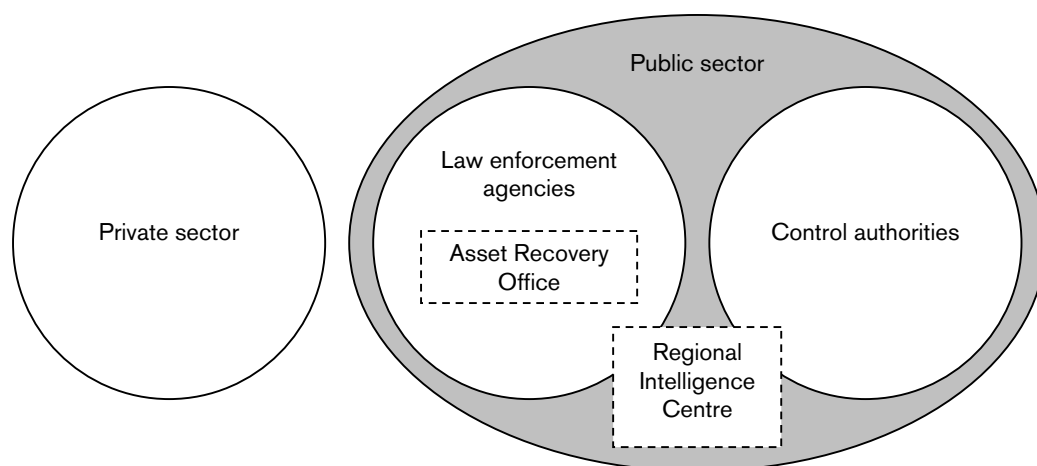 Public sector
Law enforcement
agencies
Private sector
Control authorities
Asset Recovery
Office
Regional
Intelligence
Centre